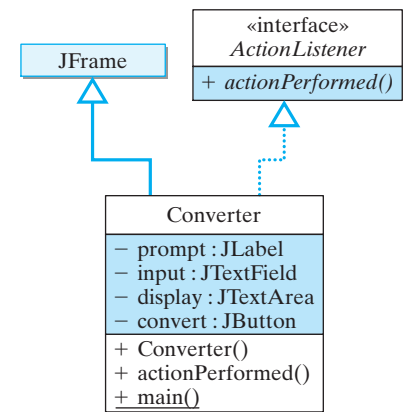 JFrame
«interface»
ActionListener
+ actionPerformed()
Converter
− prompt : JLabel
− input : JTextField
− display : JTextArea
− convert : JButton
+ Converter()
+ actionPerformed()
+ main()